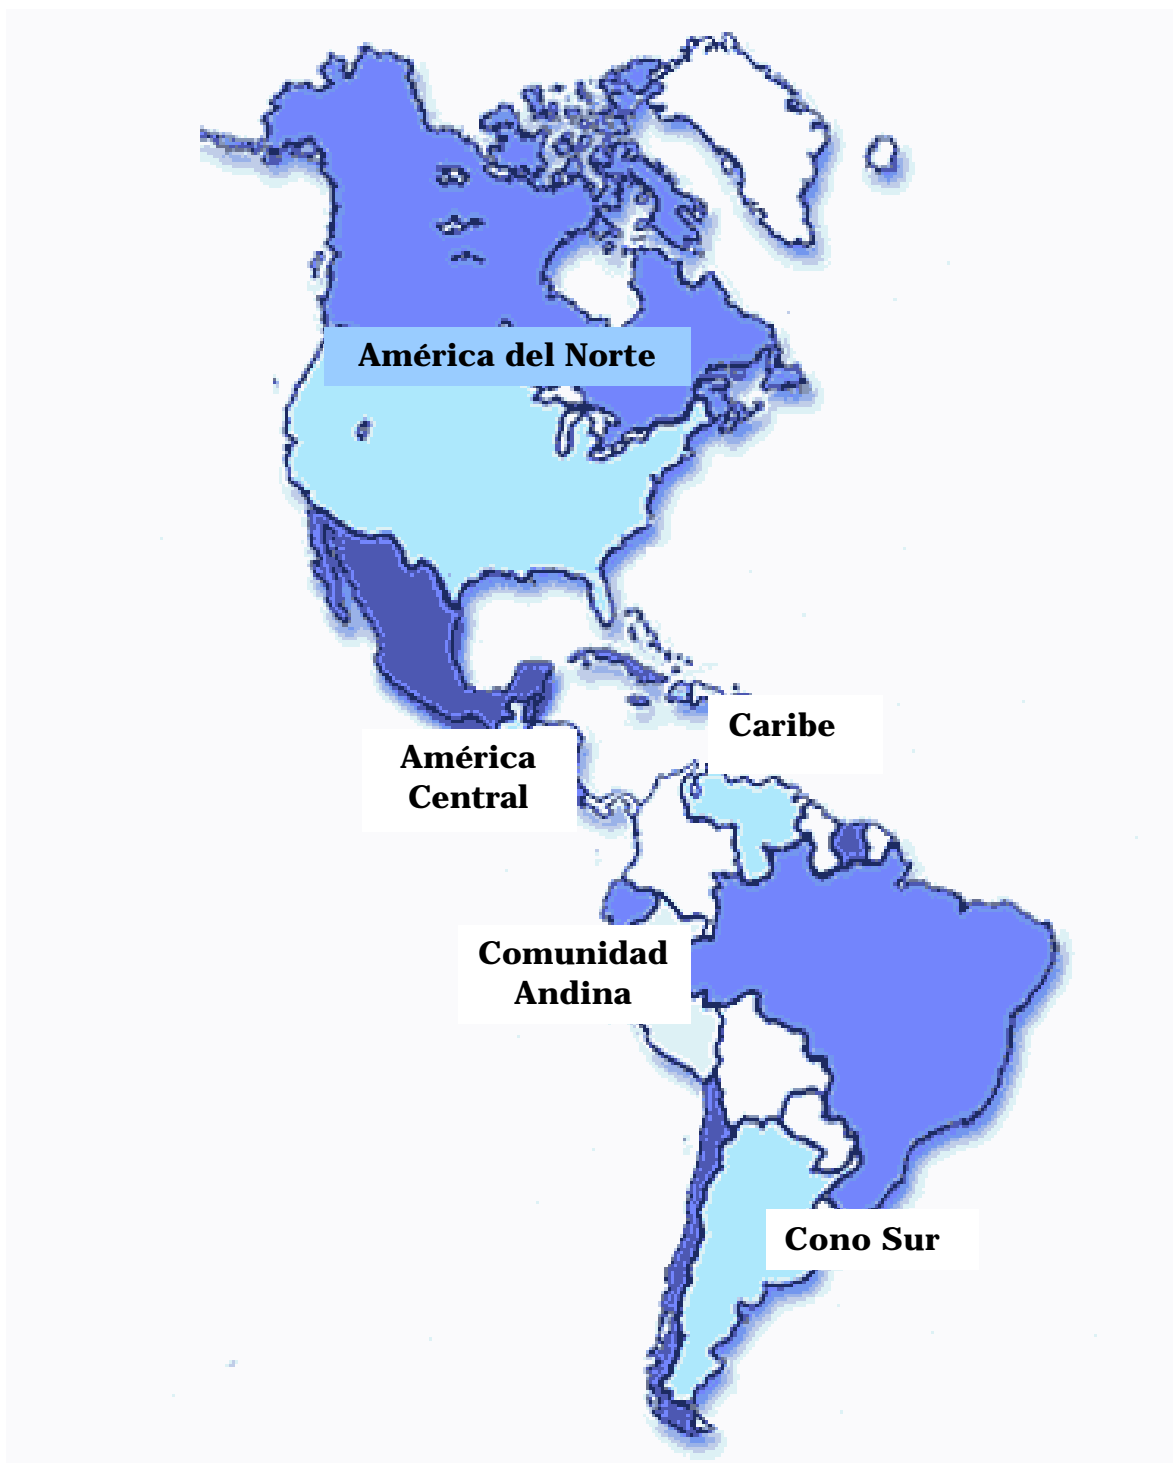 América del Norte
Caribe
América
Central
Comunidad
Andina
Cono Sur